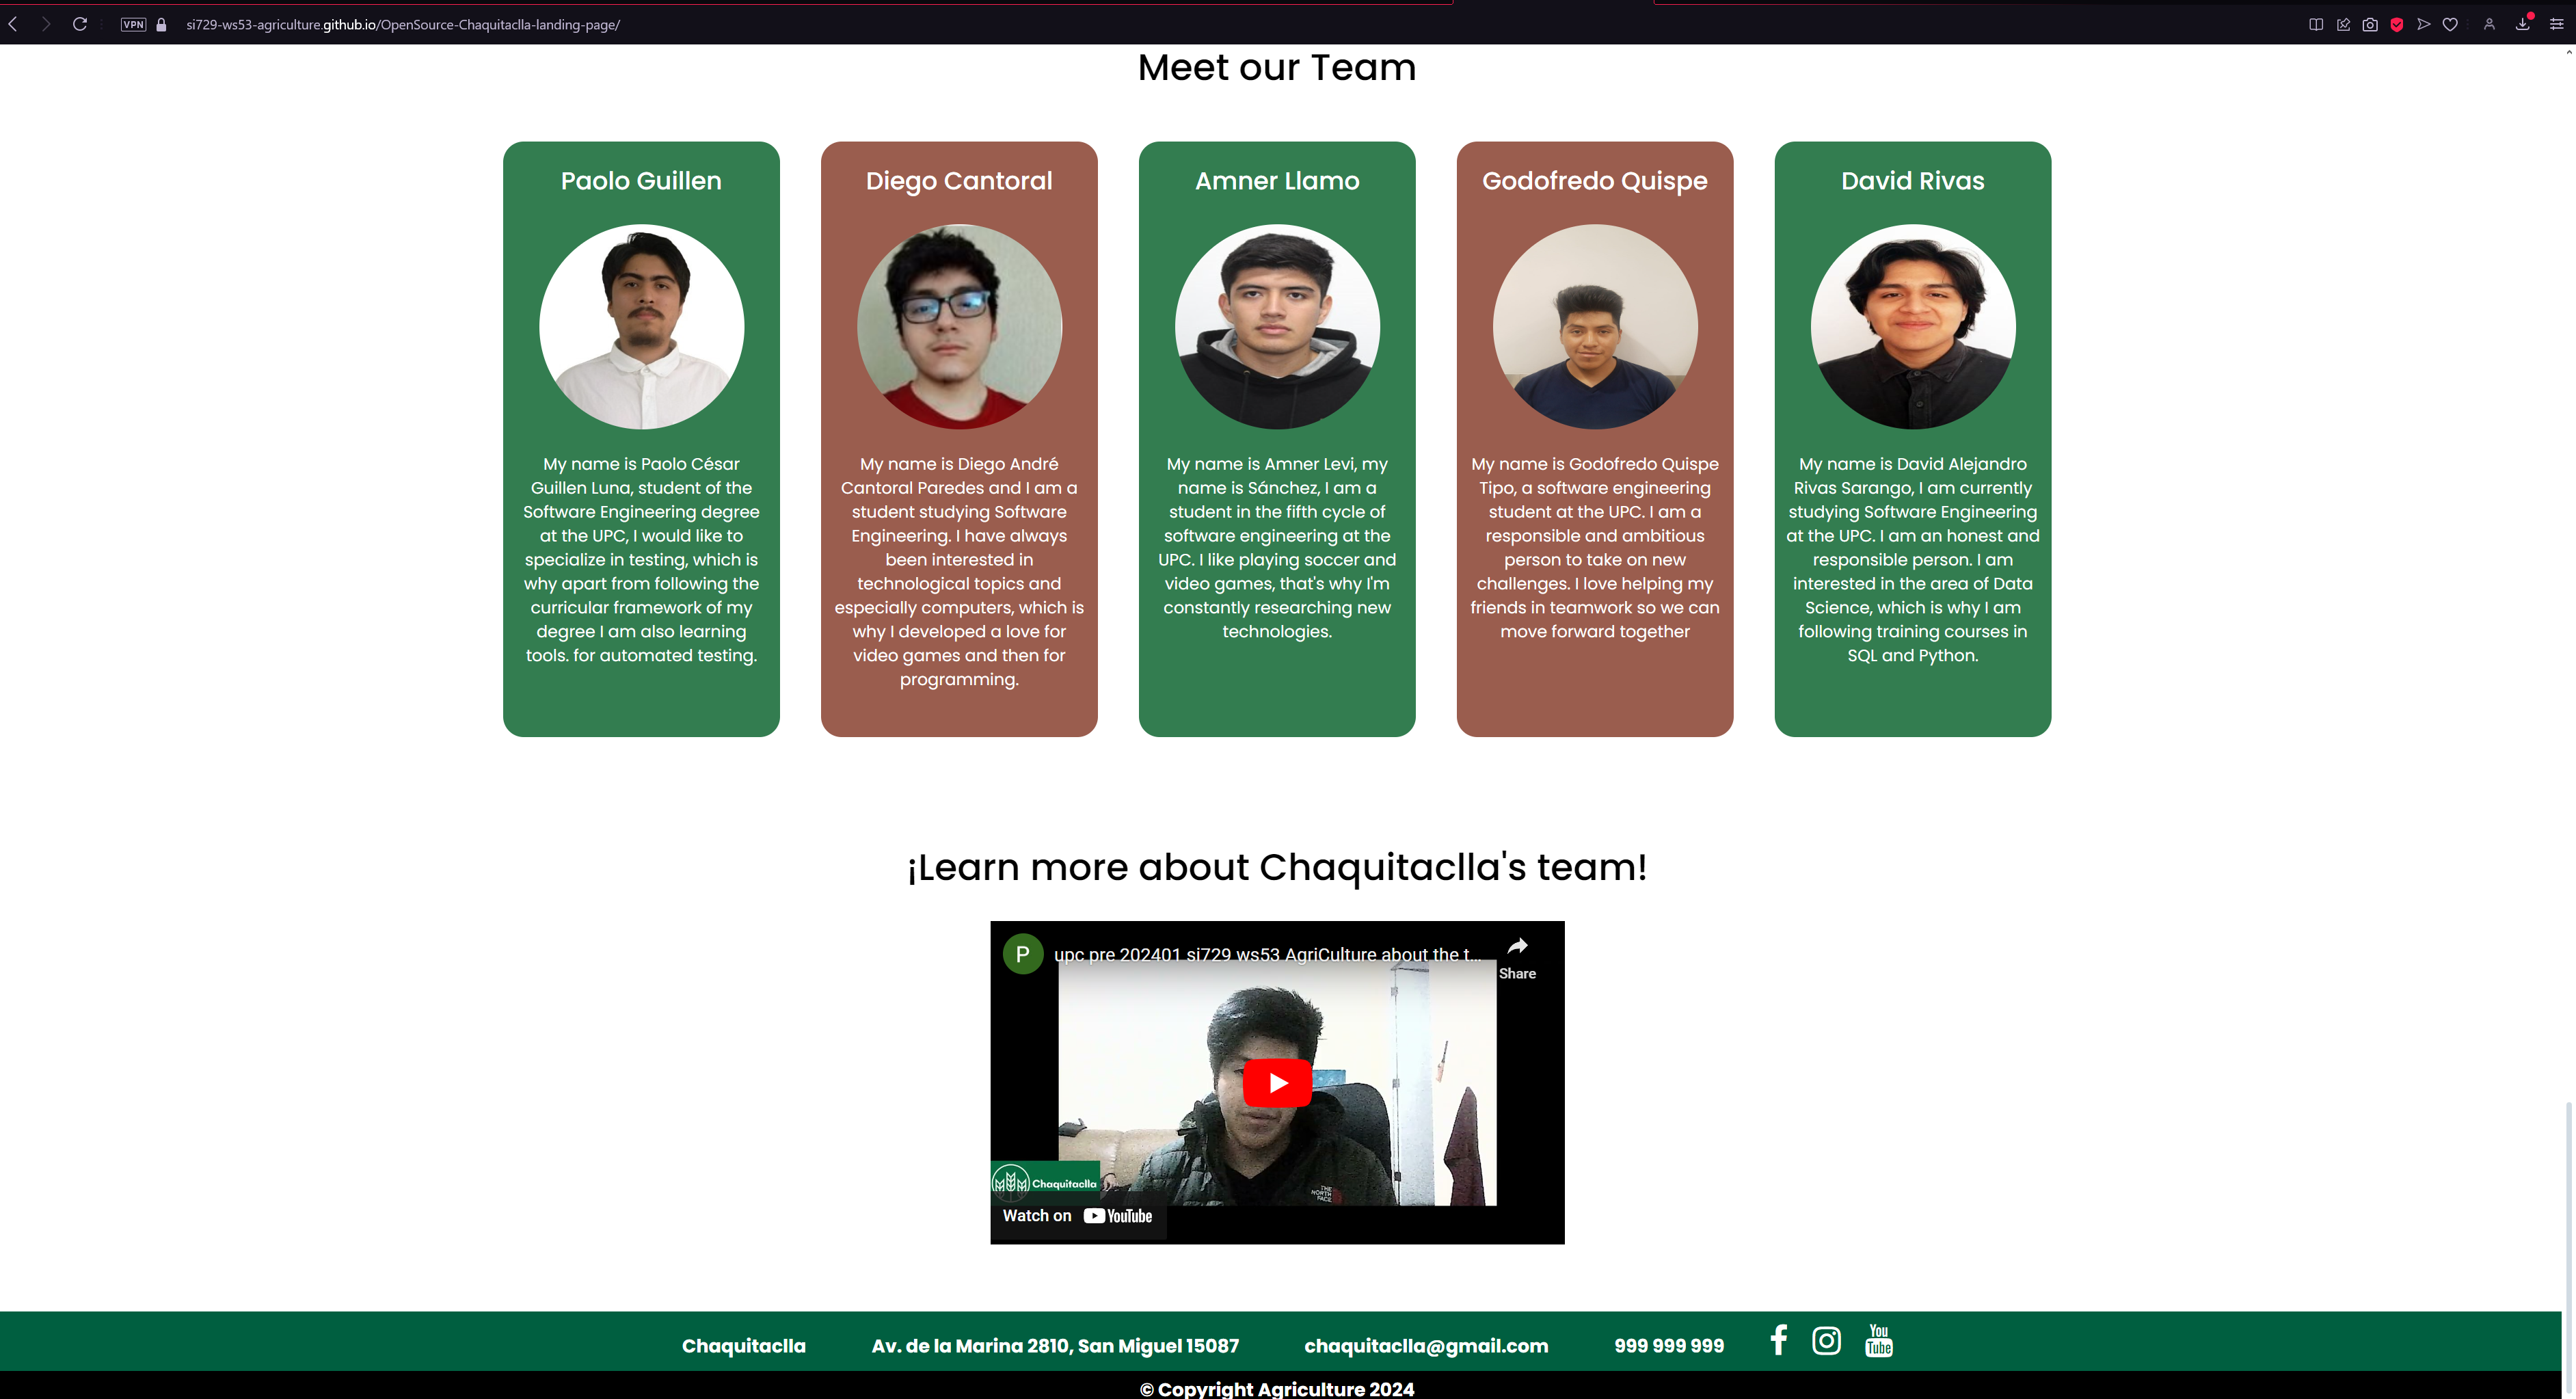 VPN
si729-ws53-agriculture.github.io/OpenSource-Chaquitaclla-landing-page/
Meet our Team
Paolo Guillen
My name is Paolo César
Guillen Luna, student of the
Software Engineering degree
at the UPC, I would like to
specialize in testing, which is
why apart from following the
curricular framework of my
degree I am also learning
tools. for automated testing.
Diego Cantoral
My name is Diego André
Cantoral Paredes and I am a
student studying Software
Engineering. I have always
been interested in
technological topics and
especially computers, which is
why I developed a love for
video games and then for
programming.
Amner Llamo
My name is Amner Levi, my
name is Sánchez, I am a
student in the fifth cycle of
software engineering at the
UPC. I like playing soccer and
video games, that's why I'm
constantly researching new
technologies.
Godofredo Quispe
My name is Godofredo Quispe
Tipo, a software engineering
student at the UPC. I am a
responsible and ambitious
person to take on new
challenges. I love helping my
friends in teamwork so we can
move forward together
David Rivas
My name is David Alejandro
Rivas Sarango, I am currently
studying Software Engineering
at the UPC. I am an honest and
responsible person. I am
interested in the area of Data
Science, which is why I am
following training courses in
SQL and Python.
¡Learn more about Chaquitaclla's team!
P
upc pre 202401 si729 ws53 AgriCulture about the t...
Share
THE
NORTH
FACE
Chaquitaclla
Watch on YouTube
Chaquitaclla
Av. de la Marina 2810, San Miguel 15087
chaquitaclla@gmail.com
999 999 999
You
Tube
© Copyright Agriculture 2024